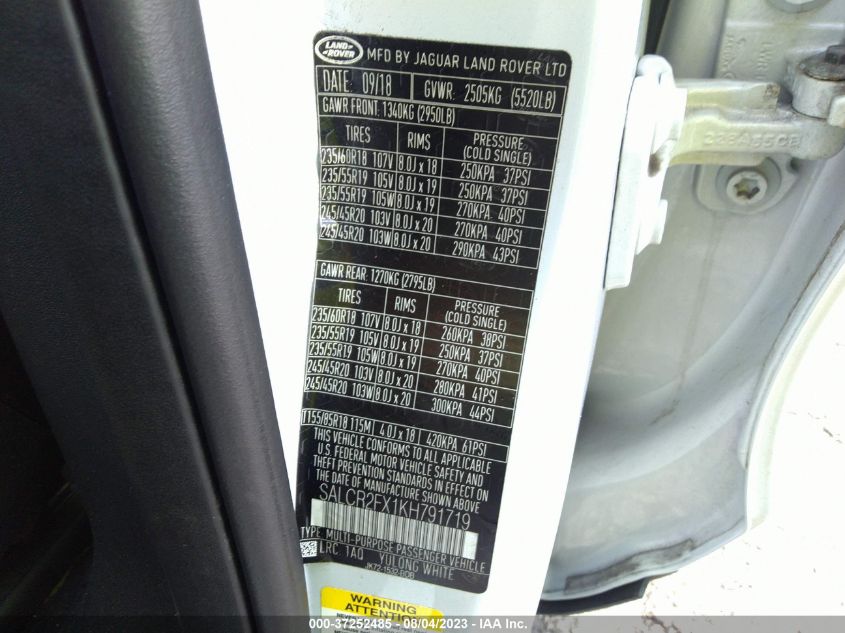 LAND ROVER
MFD BY JAGUAR LAND ROVER LTD
DATE: 09/18 GVWR: 2505KG (5520LB)
GAWR FRONT: 1340KG (2950LB)
TIRES RIMS PRESSURE (COLD SINGLE)
235/60R18 107V 8.0J x 18 250KPA 37PSI
235/55R19 105V 8.0J x 19 250KPA 37PSI
235/55R19 105W 8.0J x 19 270KPA 40PSI
245/45R20 103V 8.0J x 20 270KPA 40PSI
245/45R20 103W 8.0J x 20 290KPA 43PSI
GAWR REAR: 1270KG (2795LB)
TIRES RIMS PRESSURE (COLD SINGLE)
235/60R18 107V 8.0J x 18 260KPA 38PSI
235/55R19 105V 8.0J x 19 250KPA 37PSI
235/55R19 105W 8.0J x 19 270KPA 40PSI
245/45R20 103V 8.0J x 20 280KPA 41PSI
245/45R20 103W 8.0J x 20 300KPA 44PSI
T155/85R18 115M 4.0J x 18 420KPA 61PSI
THIS VEHICLE CONFORMS TO ALL APPLICABLE
U.S. FEDERAL MOTOR VEHICLE SAFETY AND
THEFT PREVENTION STANDARDS IN EFFECT ON
THE DATE OF MANUFACTURE SHOWN ABOVE
SALCR2FX1KH791719
TYPE: MULTI-PURPOSE PASSENGER VEHICLE
LRC 1AQ YULONG WHITE
WARNING
ATTENTION
000-37252485 - 08/04/2023 - IAA Inc.